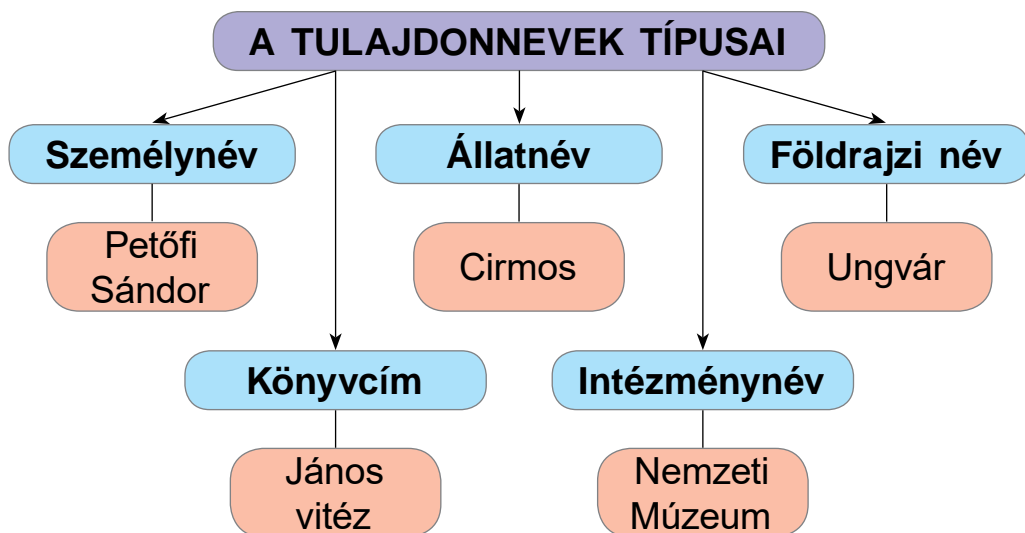 A TULAJDONNEVEK TÍPUSAI
Személynév
Állatnév
Földrajzi név
Petőfi
Sándor
Cirmos
Ungvár
Könyvcím
Intézménynév
János
vitéz
Nemzeti
Múzeum